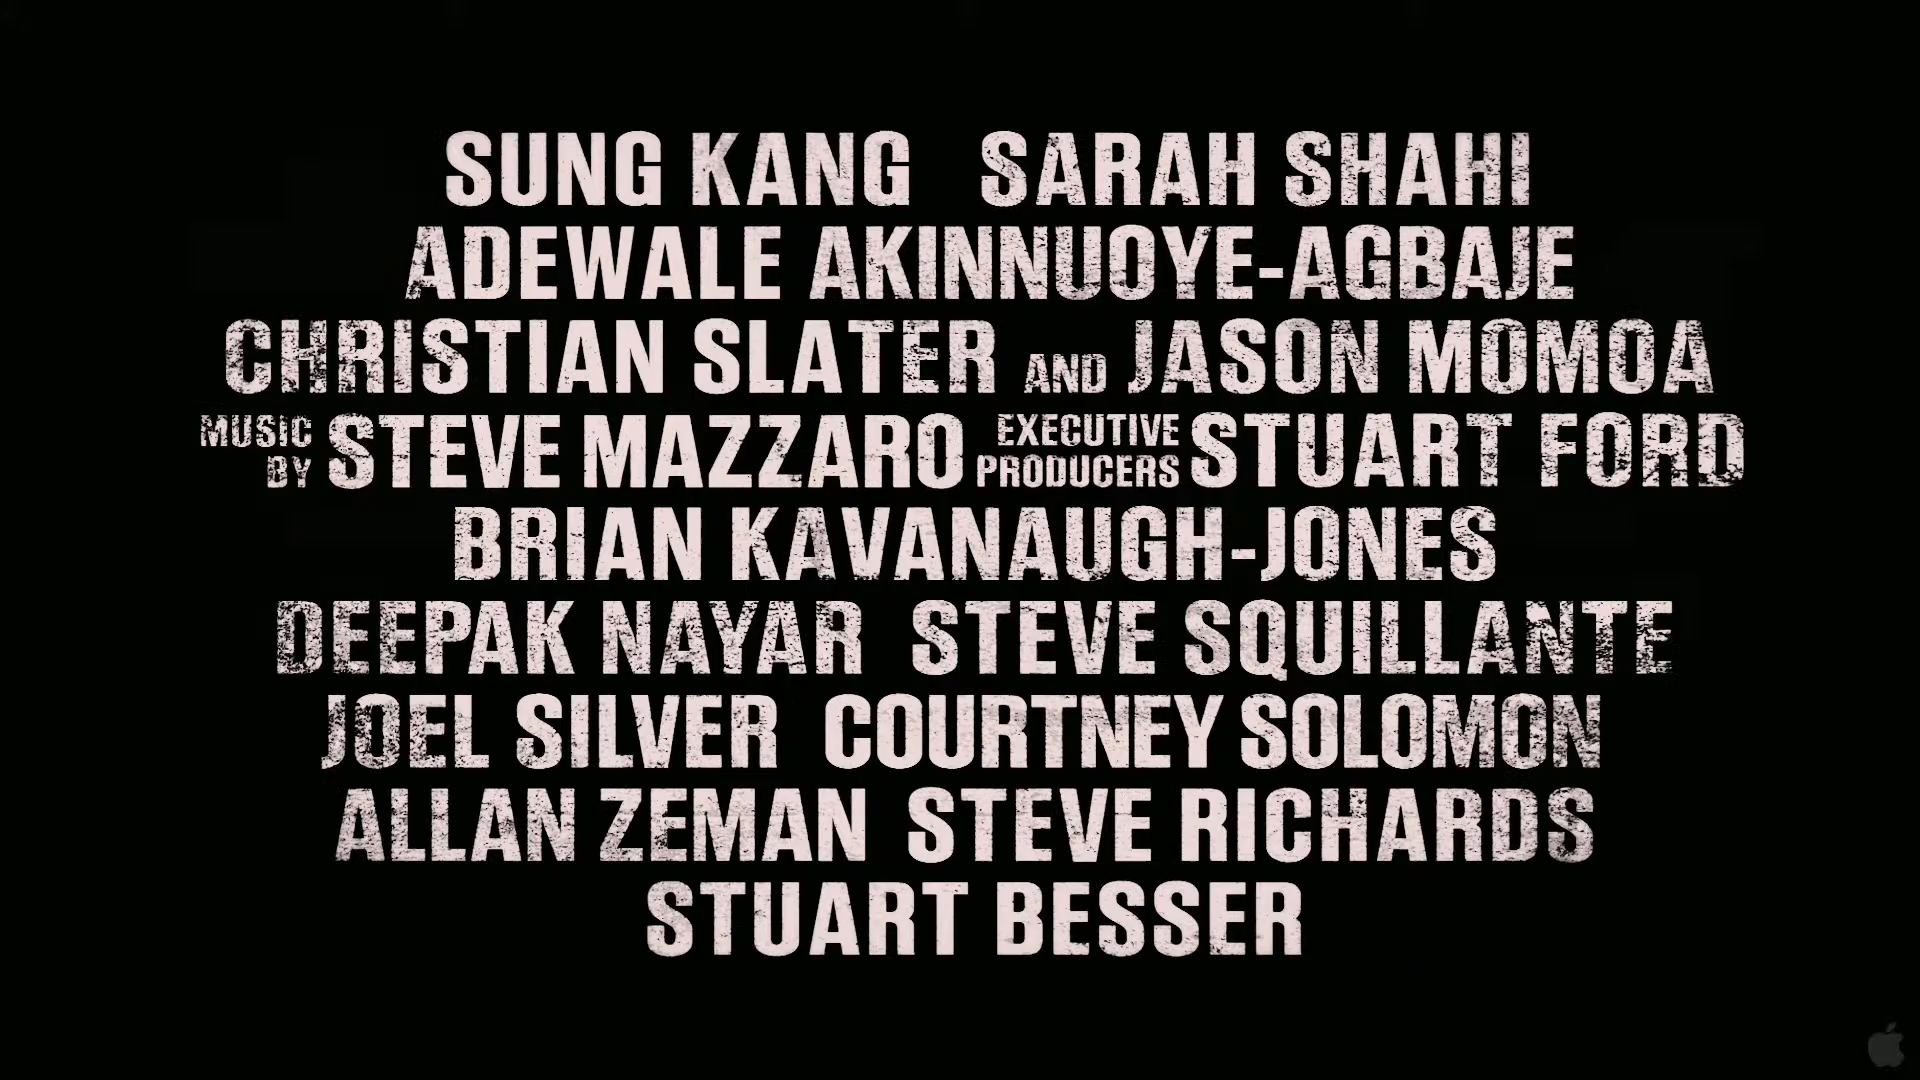 SUNG KANG SARAH SHAHI
ADEWALE AKINNUOYE-AGBAJE
CHRISTIAN SLATER AND JASON MOMOA
MUSIC BY STEVE MAZZARO EXECUTIVE PRODUCERS STUART FORD
BRIAN KAVANAUGH-JONES
DEEPAK NAYAR STEVE SQUILLANTE
JOEL SILVER COURTNEY SOLOMON
ALLAN ZEMAN STEVE RICHARDS
STUART BESSER